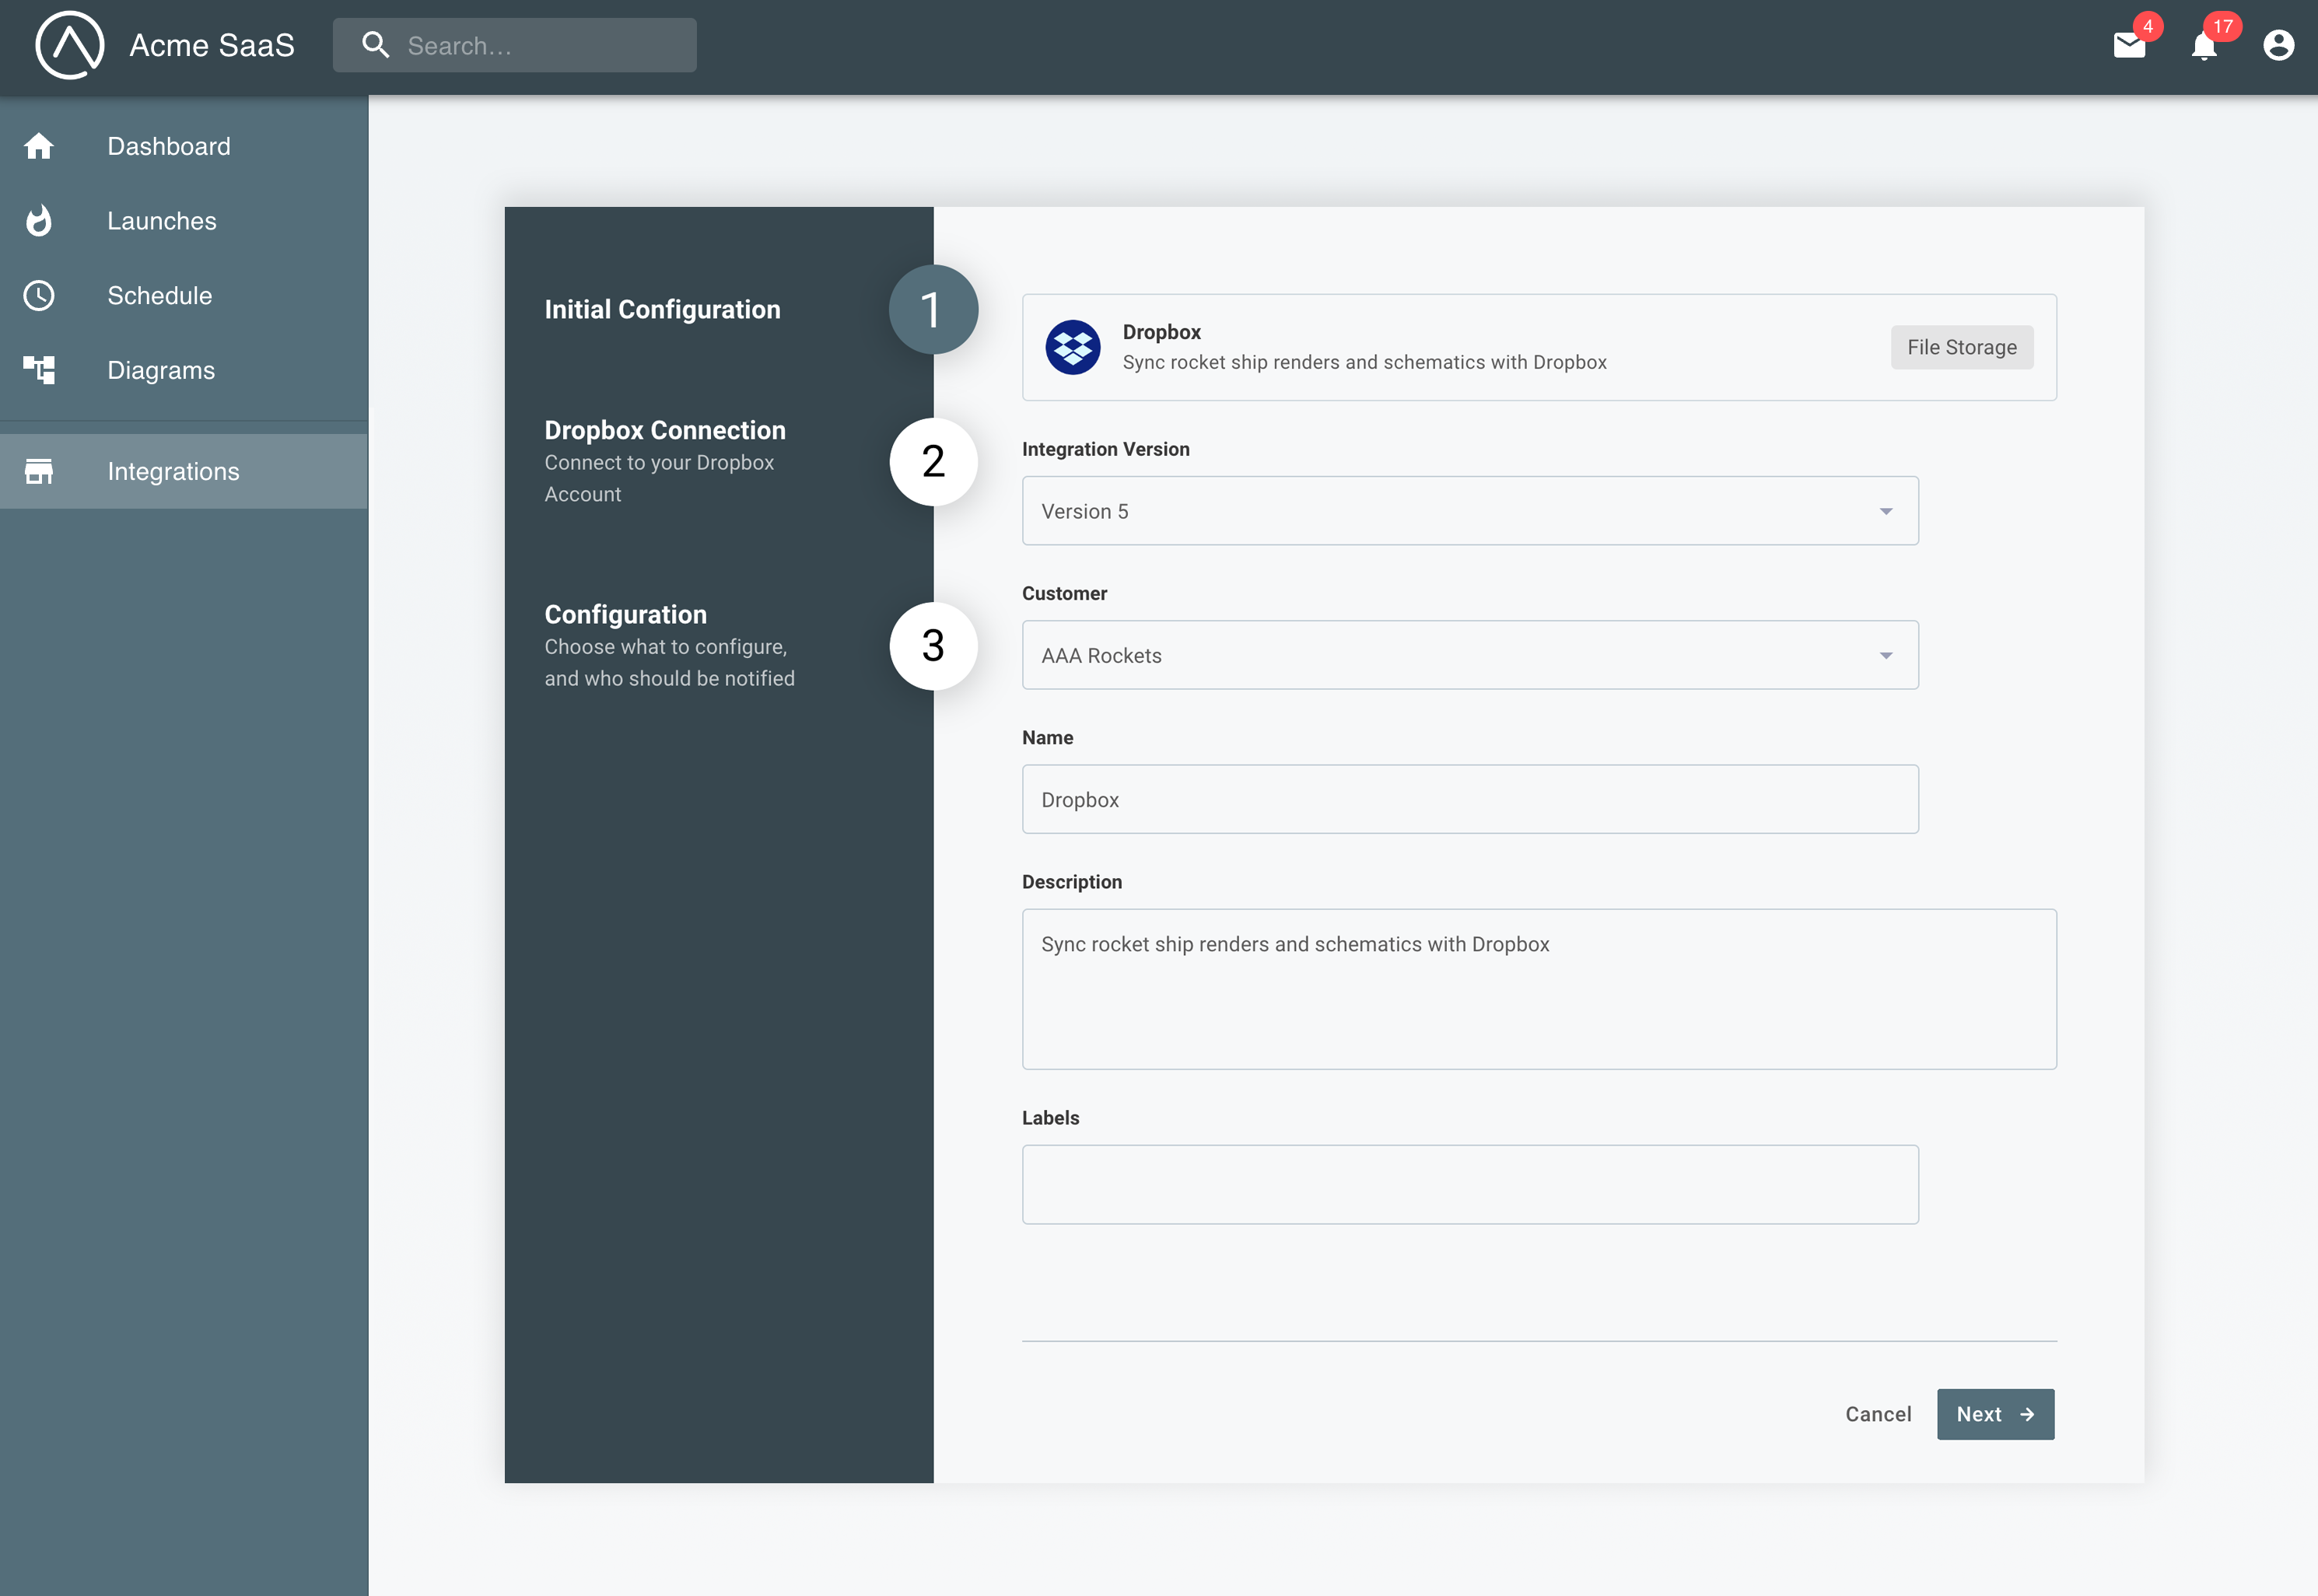 Acme SaaS
Search...
4
17
Dashboard
Launches
Schedule
Diagrams
Integrations
Initial Configuration
1
Dropbox Connection
Connect to your Dropbox
Account
2
Configuration
Choose what to configure,
and who should be notified
3
Dropbox
Sync rocket ship renders and schematics with Dropbox
File Storage
Integration Version
Version 5
Customer
AAA Rockets
Name
Dropbox
Description
Sync rocket ship renders and schematics with Dropbox
Labels
Cancel
Next